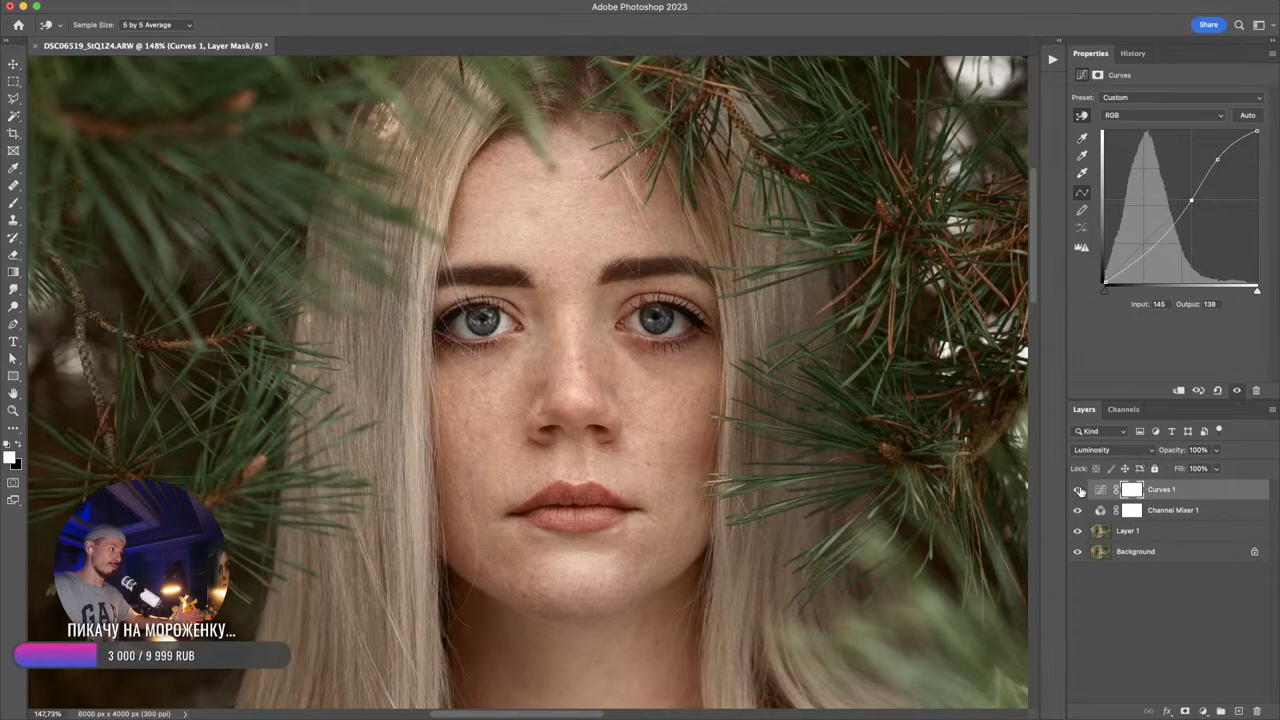 Adobe Photoshop 2023
Sample Size: 5 by 5 Average
Share
DSC06519_StQ1Z4.ARW @ 148% (Curves 1, Layer Mask/8) *
Properties
History
Curves
Preset: Custom
RGB
Auto
Input: 145 Output: 138
Layers
Channels
Kind
Luminosity
Opacity: 100%
Lock:
Fill: 100%
Curves 1
Channel Mixer 1
Layer 1
Background
ПИКАЧУ НА МОРОЖЕНКУ...
3 000 / 9 999 RUB
147,73%
6000 px x 4000 px (300 ppi)